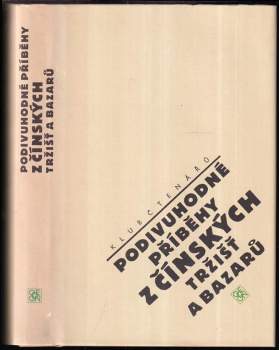 PODIVUHODNÉ PŘÍBĚHY
Z ČÍNSKÝCH
TRŽIŠŤ A BAZARŮ
KLUB ČTENÁŘŮ
PODIVUHODNÉ
PŘÍBĚHY
Z ČÍNSKÝCH
TRŽIŠŤ
A BAZARŮ